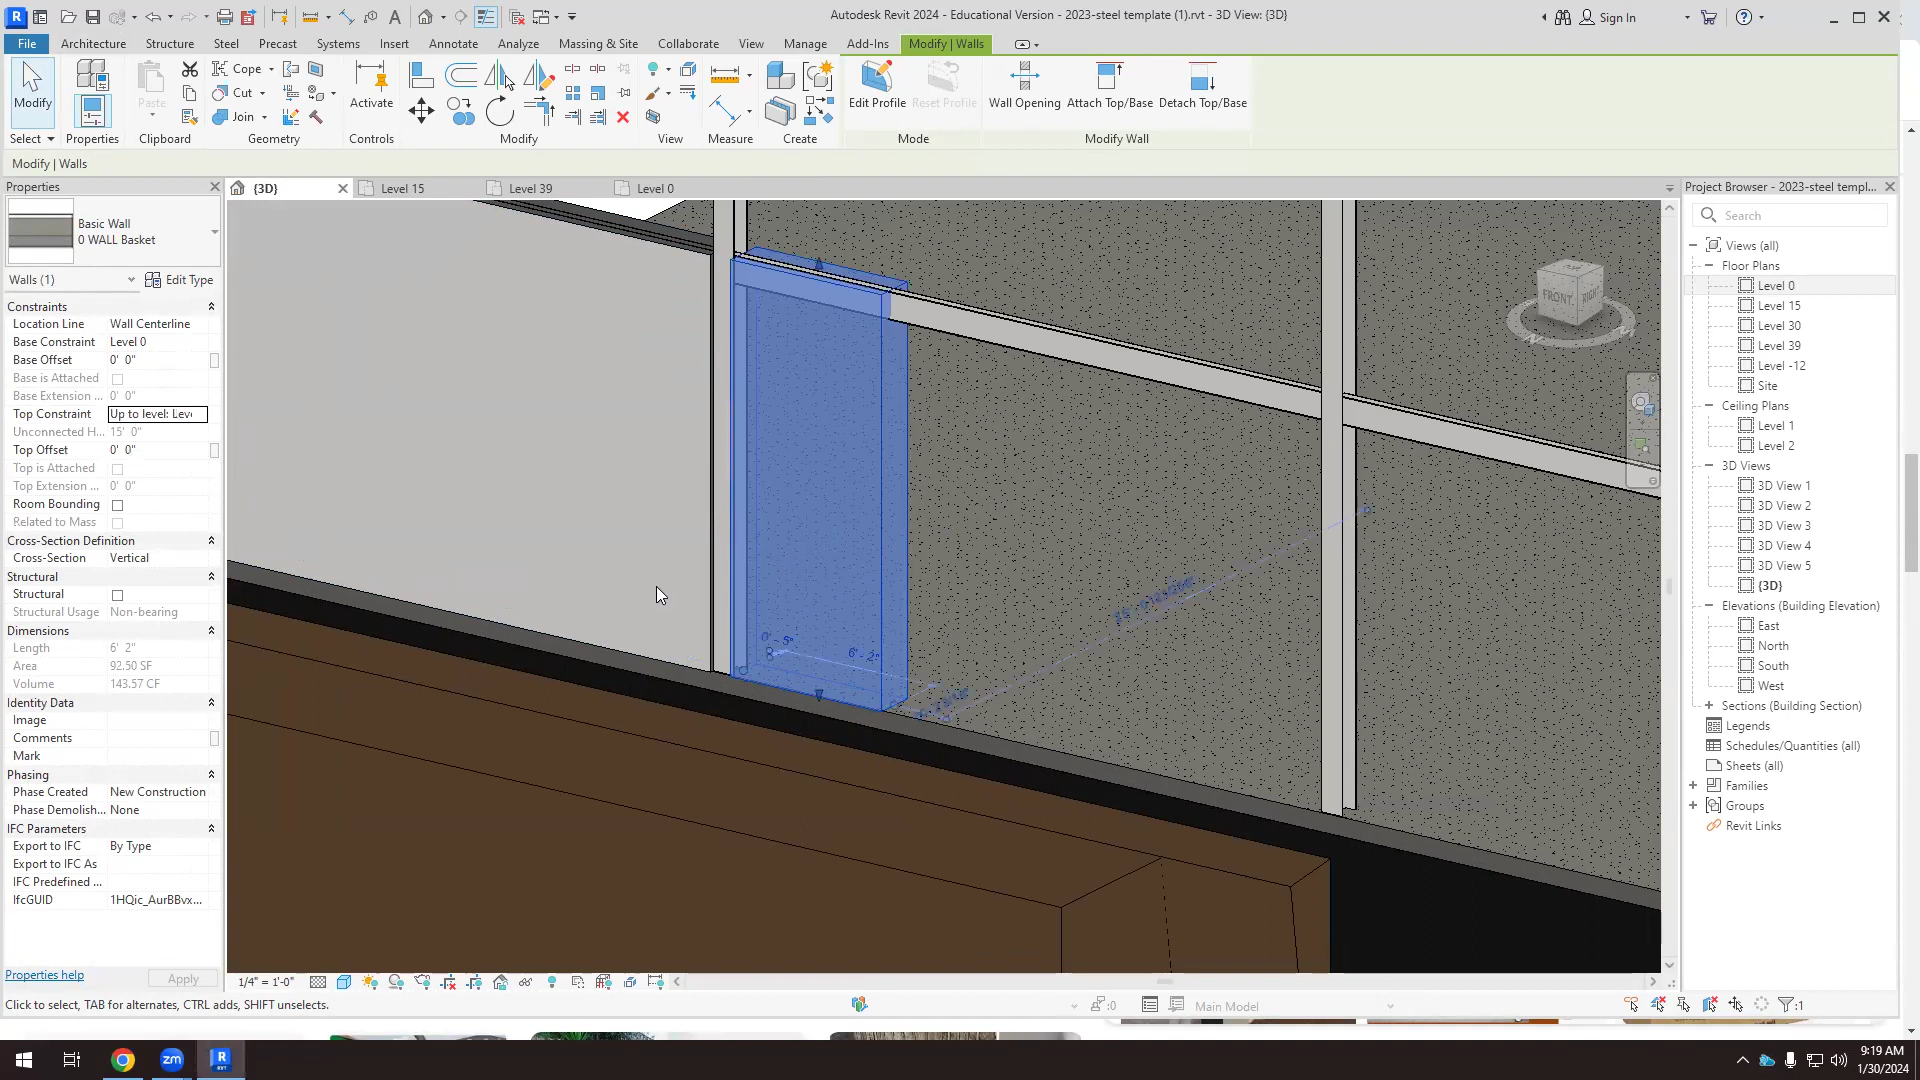 Autodesk Revit 2024 - Educational Version - 2023-steel template (1).rvt - 3D View: {3D}
Sign In
File Architecture Structure Steel Precast Systems Insert Annotate Analyze Massing & Site Collaborate View Manage Add-Ins Modify | Walls
Modify
Paste
Cope
Cut
Join
Activate
Edit Profile Reset Profile Wall Opening Attach Top/Base Detach Top/Base
Select Properties Clipboard Geometry Controls Modify View Measure Create Mode Modify Wall
Modify | Walls
Properties
{3D} Level 15 Level 39 Level 0
Basic Wall
0 WALL Basket
Walls (1) Edit Type
Constraints
Location Line Wall Centerline
Base Constraint Level 0
Base Offset 0' 0"
Base is Attached
Base Extension ... 0' 0"
Top Constraint Up to level: Leve
Unconnected H... 15' 0"
Top Offset 0' 0"
Top is Attached
Top Extension ... 0' 0"
Room Bounding
Related to Mass
Cross-Section Definition
Cross-Section Vertical
Structural
Structural
Structural Usage Non-bearing
Dimensions
Length 6' 2"
Area 92.50 SF
Volume 143.57 CF
Identity Data
Image
Comments
Mark
Phasing
Phase Created New Construction
Phase Demolish... None
IFC Parameters
Export to IFC By Type
Export to IFC As
IFC Predefined ...
IfcGUID 1HQic_AurBBvx...
Properties help Apply
FRONT
RIGHT
0' - 5"
6' - 2"
1/4" = 1'-0"
Project Browser - 2023-steel templ...
Search
Views (all)
Floor Plans
Level 0
Level 15
Level 30
Level 39
Level -12
Site
Ceiling Plans
Level 1
Level 2
3D Views
3D View 1
3D View 2
3D View 3
3D View 4
3D View 5
{3D}
Elevations (Building Elevation)
East
North
South
West
Sections (Building Section)
Legends
Schedules/Quantities (all)
Sheets (all)
Families
Groups
Revit Links
Click to select, TAB for alternates, CTRL adds, SHIFT unselects.
:0
Main Model
:1
zm
R
RVT
9:19 AM
1/30/2024